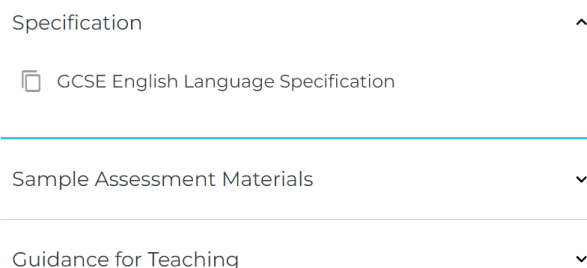 Specification
GCSE English Language Specification
Sample Assessment Materials
Guidance for Teaching